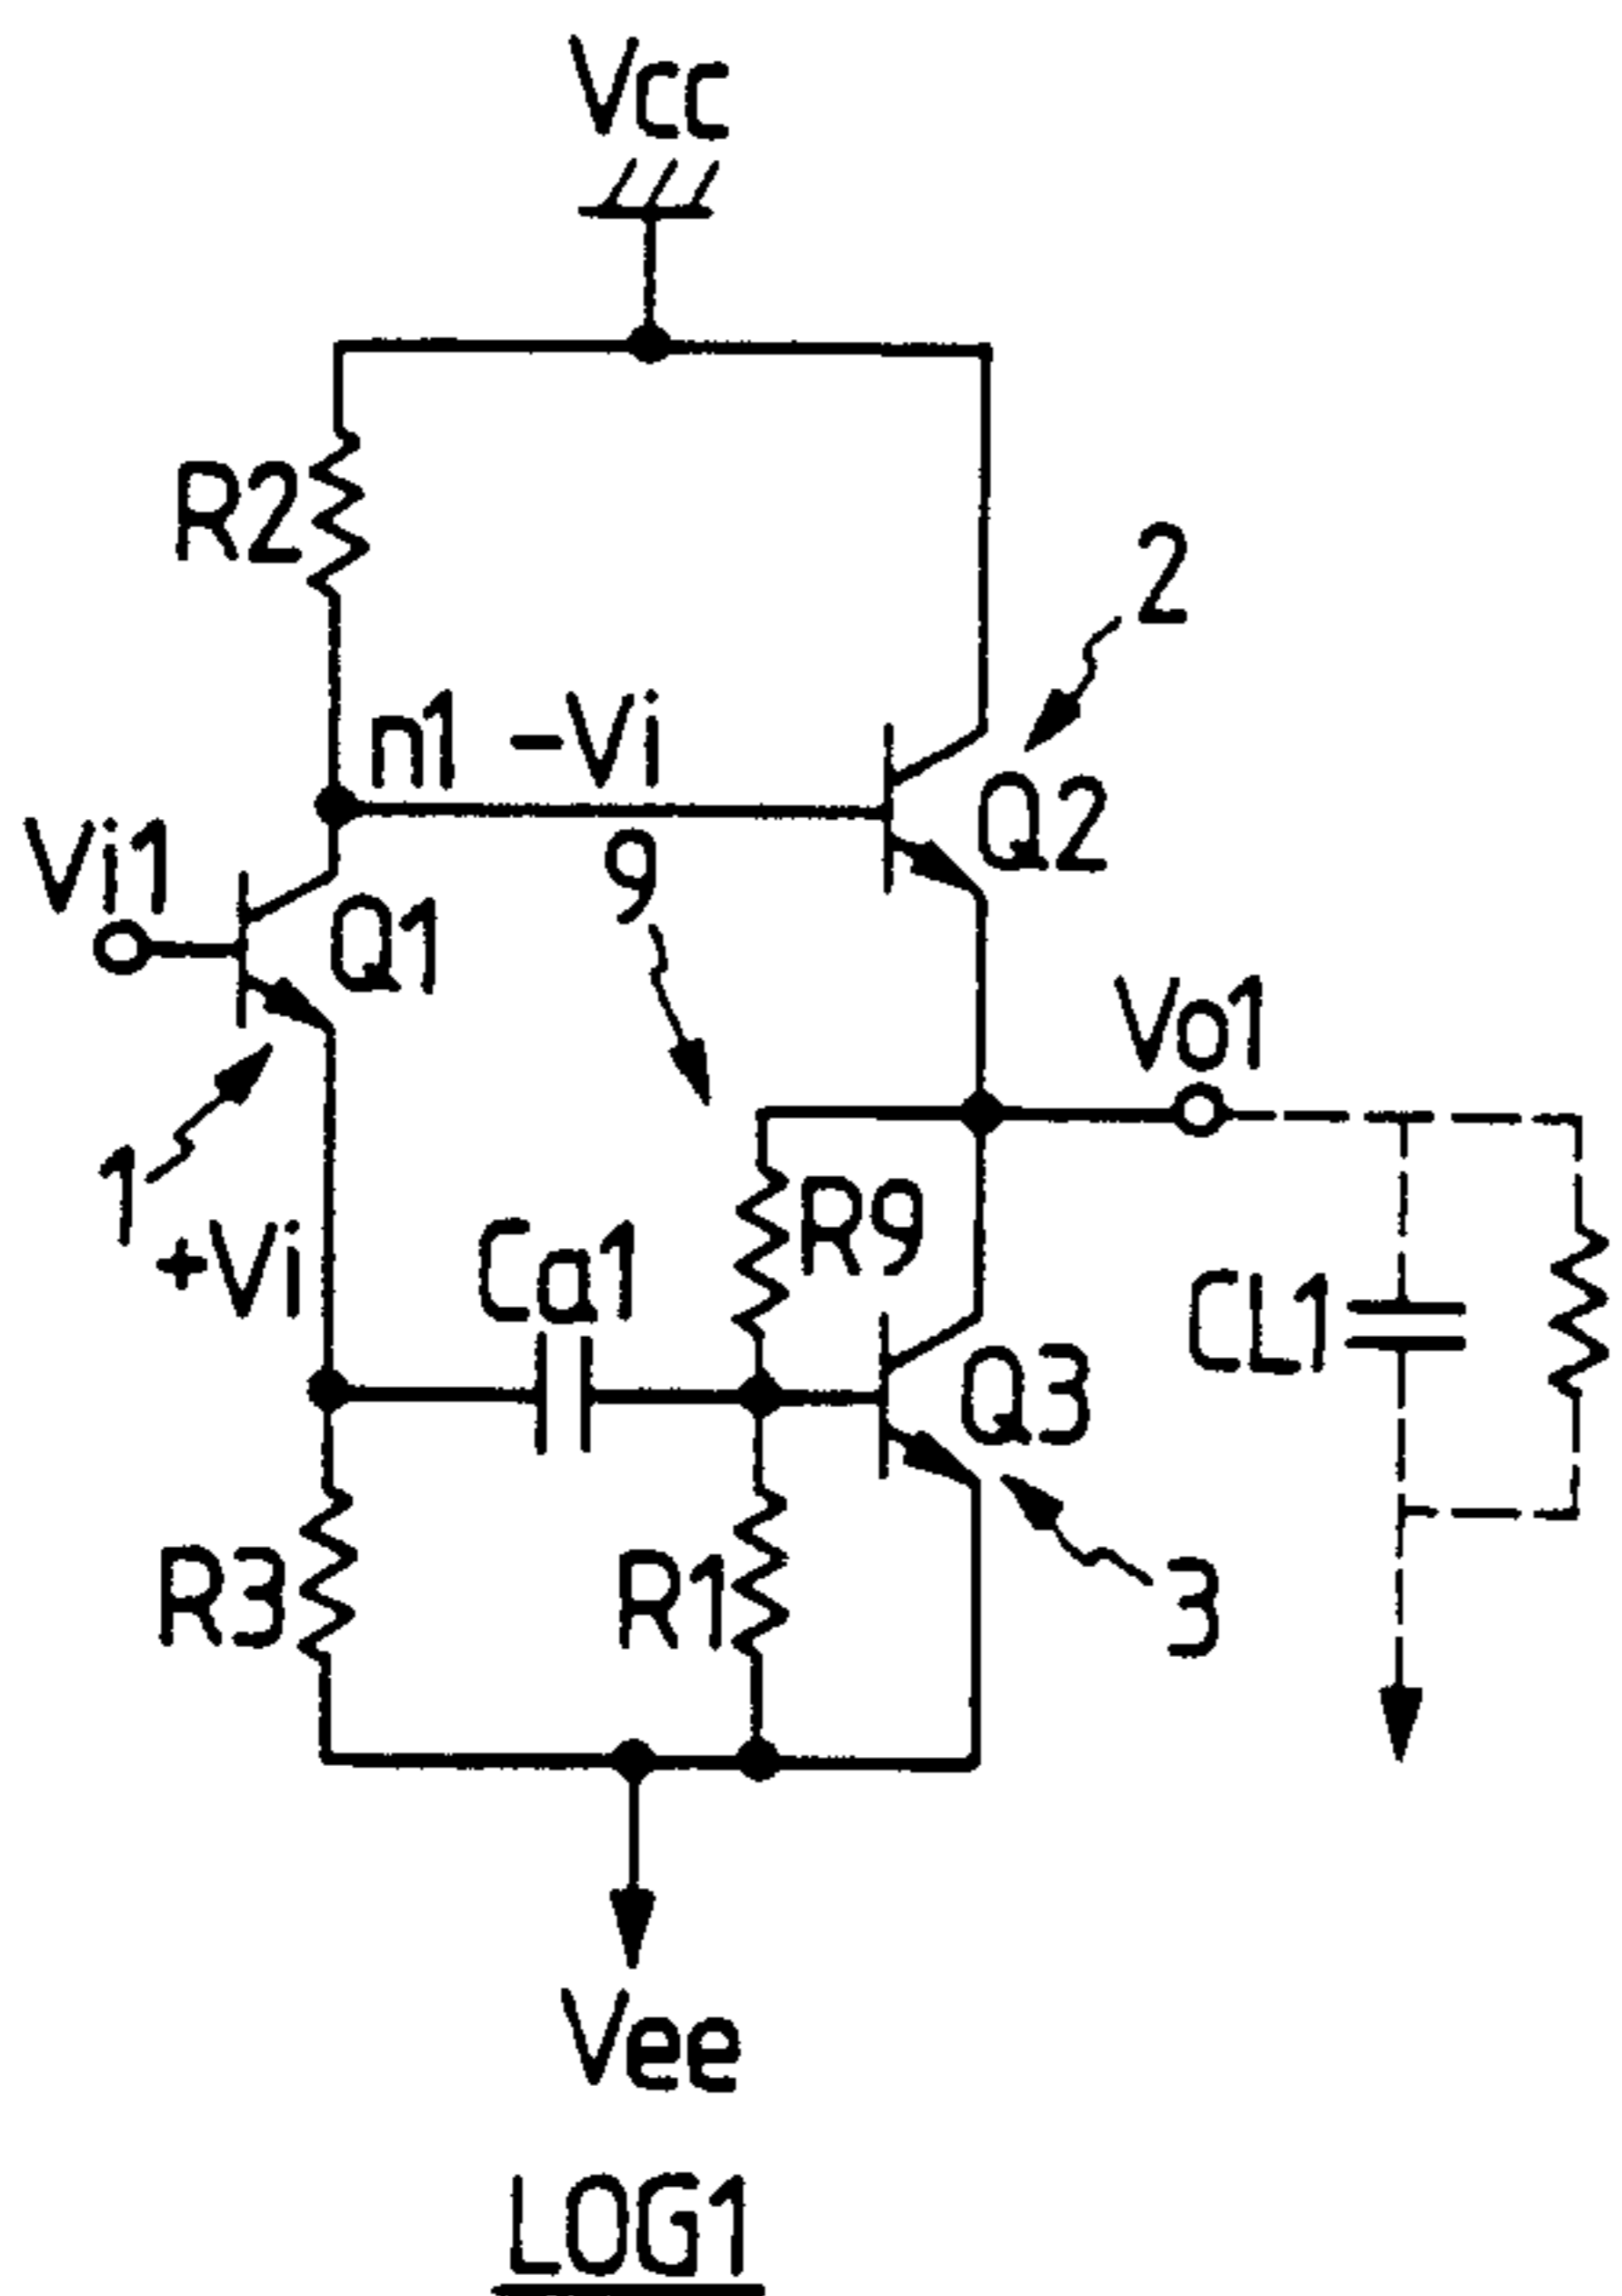 Vcc
R2
2
n1 -Vi
Q2
Vi1
Q1
9
Vo1
1
+Vi
Ca1
R9
CL1
Q3
R3
R1
3
Vee
LOG1